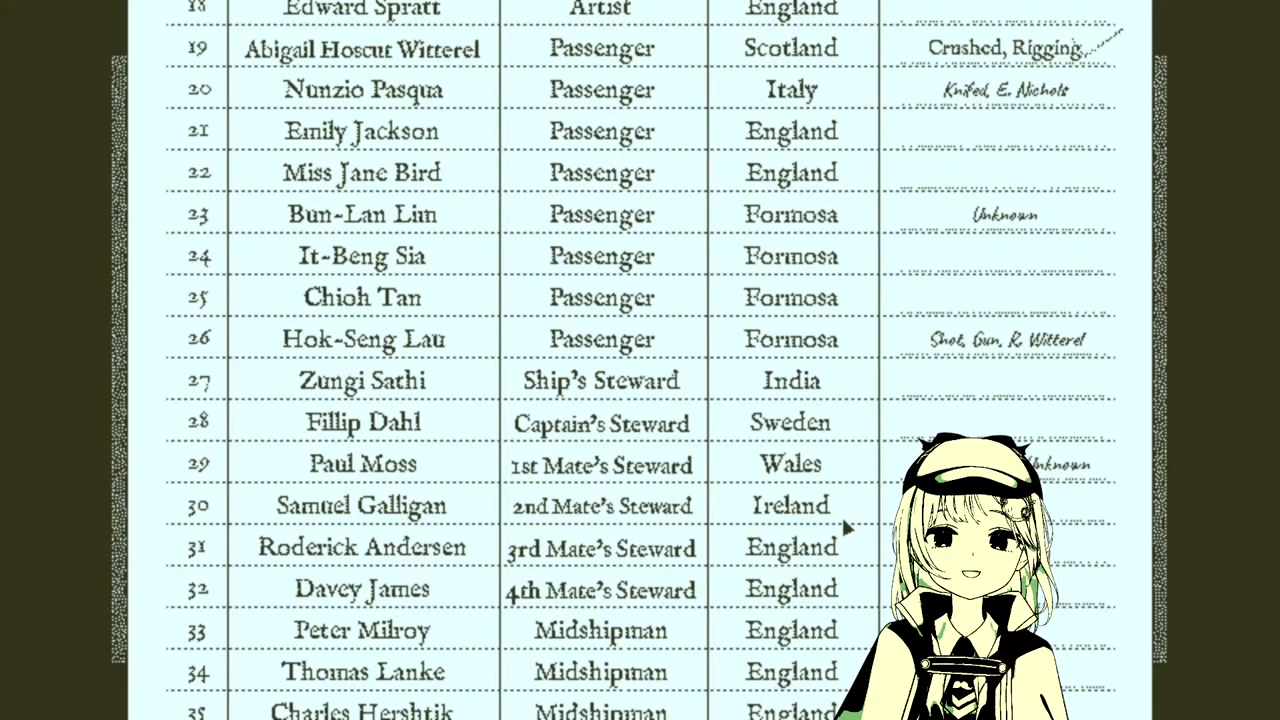 18 Edward Spratt Artist England
19 Abigail Hoscut Witterel Passenger Scotland Crushed, Rigging
20 Nunzio Pasqua Passenger Italy Knifed, E. Nichols
21 Emily Jackson Passenger England
22 Miss Jane Bird Passenger England
23 Bun-Lan Lim Passenger Formosa Unknown
24 It-Beng Sia Passenger Formosa
25 Chioh Tan Passenger Formosa
26 Hok-Seng Lau Passenger Formosa Shot, Gun, R. Witterel
27 Zungi Sathi Ship's Steward India
28 Fillip Dahl Captain's Steward Sweden
29 Paul Moss 1st Mate's Steward Wales Unknown
30 Samuel Galligan 2nd Mate's Steward Ireland
31 Roderick Andersen 3rd Mate's Steward England
32 Davey James 4th Mate's Steward England
33 Peter Milroy Midshipman England
34 Thomas Lanke Midshipman England
35 Charles Hershtik Midshipman England